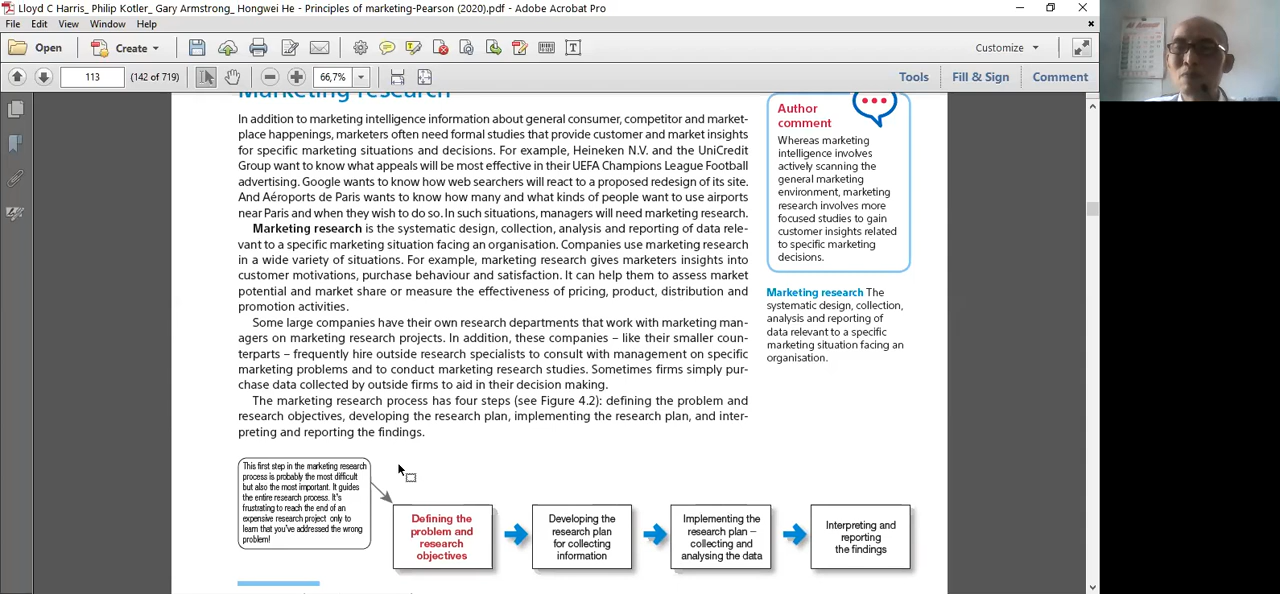 Lloyd C Harris_ Philip Kotler_ Gary Armstrong_ Hongwei He - Principles of marketing-Pearson (2020).pdf - Adobe Acrobat Pro
File Edit View Window Help
Open Create Customize
113 (142 of 719) 66,7% Tools Fill & Sign Comment
Marketing research
In addition to marketing intelligence information about general consumer, competitor and market-
place happenings, marketers often need formal studies that provide customer and market insights
for specific marketing situations and decisions. For example, Heineken N.V. and the UniCredit
Group want to know what appeals will be most effective in their UEFA Champions League Football
advertising. Google wants to know how web searchers will react to a proposed redesign of its site.
And Aéroports de Paris wants to know how many and what kinds of people want to use airports
near Paris and when they wish to do so. In such situations, managers will need marketing research.
Marketing research is the systematic design, collection, analysis and reporting of data rele-
vant to a specific marketing situation facing an organisation. Companies use marketing research
in a wide variety of situations. For example, marketing research gives marketers insights into
customer motivations, purchase behaviour and satisfaction. It can help them to assess market
potential and market share or measure the effectiveness of pricing, product, distribution and
promotion activities.
Some large companies have their own research departments that work with marketing man-
agers on marketing research projects. In addition, these companies – like their smaller coun-
terparts – frequently hire outside research specialists to consult with management on specific
marketing problems and to conduct marketing research studies. Sometimes firms simply pur-
chase data collected by outside firms to aid in their decision making.
The marketing research process has four steps (see Figure 4.2): defining the problem and
research objectives, developing the research plan, implementing the research plan, and inter-
preting and reporting the findings.
Author
comment
Whereas marketing
intelligence involves
actively scanning the
general marketing
environment, marketing
research involves more
focused studies to gain
customer insights related
to specific marketing
decisions.
Marketing research The
systematic design, collection,
analysis and reporting of
data relevant to a specific
marketing situation facing an
organisation.
This first step in the marketing research
process is probably the most difficult
but also the most important. It guides
the entire research process. It's
frustrating to reach the end of an
expensive research project only to
learn that you've addressed the wrong
problem!
Defining the
problem and
research
objectives
Developing the
research plan
for collecting
information
Implementing the
research plan –
collecting and
analysing the data
Interpreting and
reporting
the findings